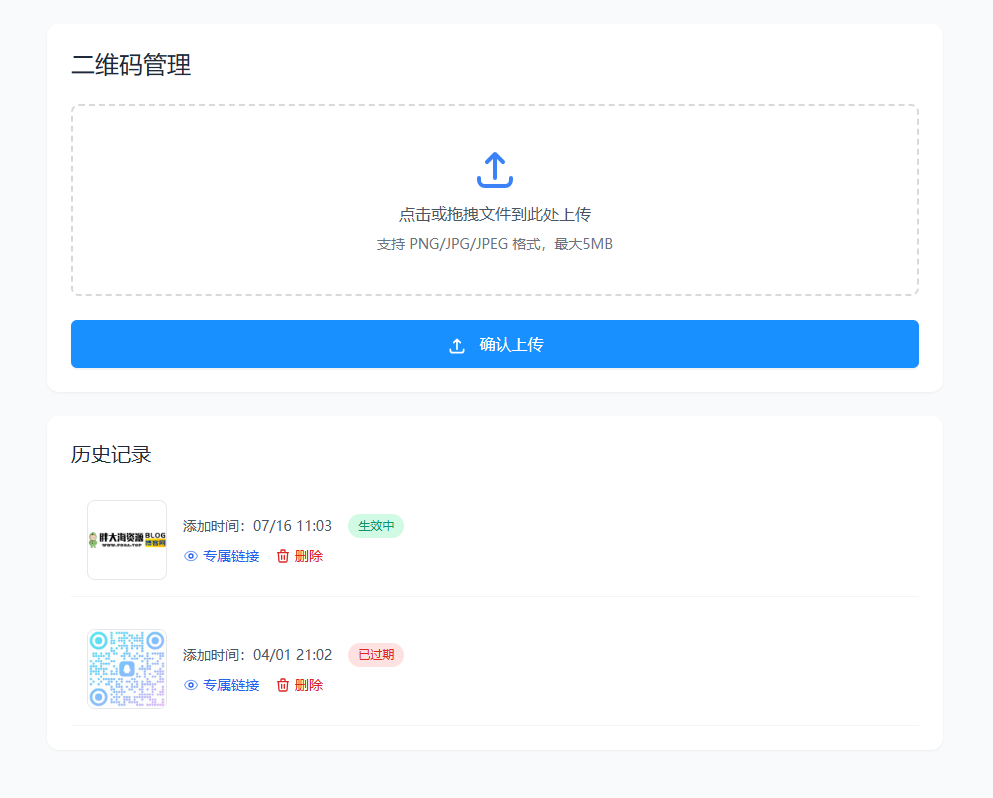 二维码管理
点击或拖拽文件到此处上传
支持 PNG/JPG/JPEG 格式，最大5MB
确认上传
历史记录
胖大海资源 BLOG
博客网
添加时间：07/16 11:03 生效中
专属链接 删除
添加时间：04/01 21:02 已过期
专属链接 删除